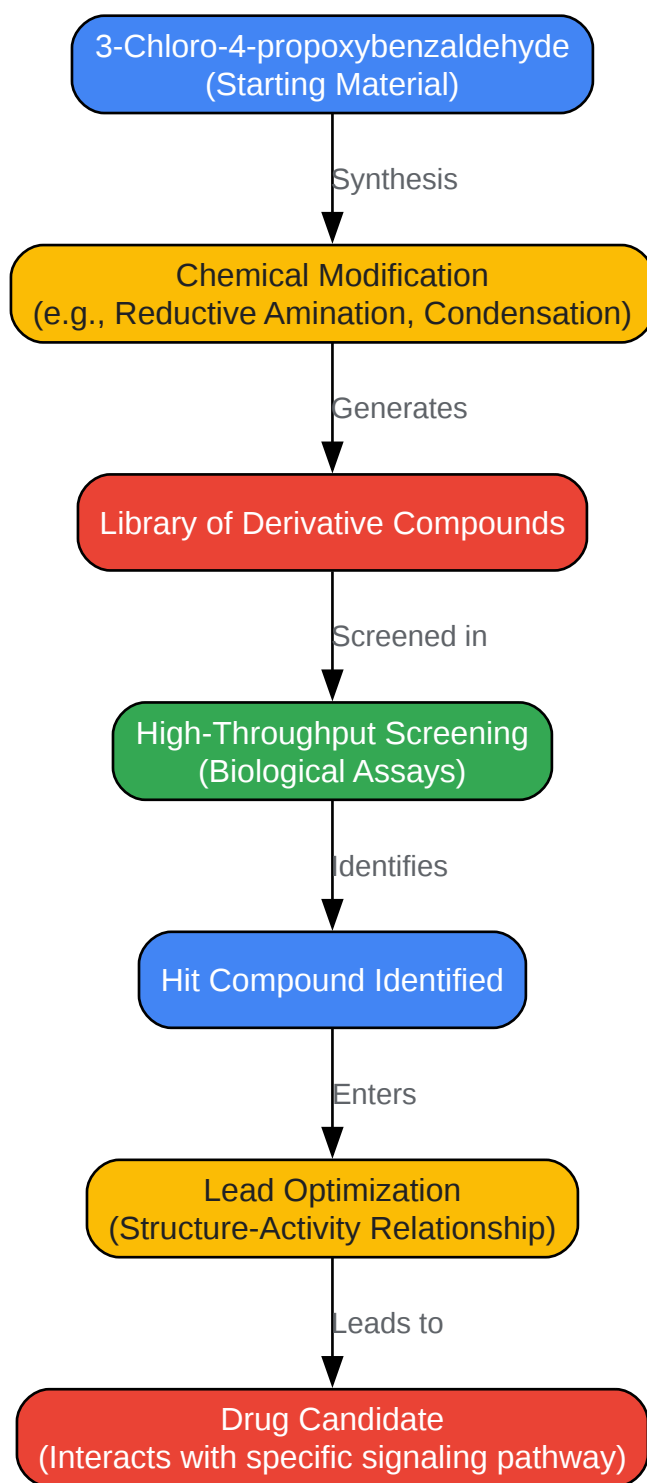 3-Chloro-4-propoxybenzaldehyde
(Starting Material)
Synthesis
Chemical Modification
(e.g., Reductive Amination, Condensation)
Generates
Library of Derivative Compounds
Screened in
High-Throughput Screening
(Biological Assays)
Identifies
Hit Compound Identified
Enters
Lead Optimization
(Structure-Activity Relationship)
Leads to
Drug Candidate
(Interacts with specific signaling pathway)